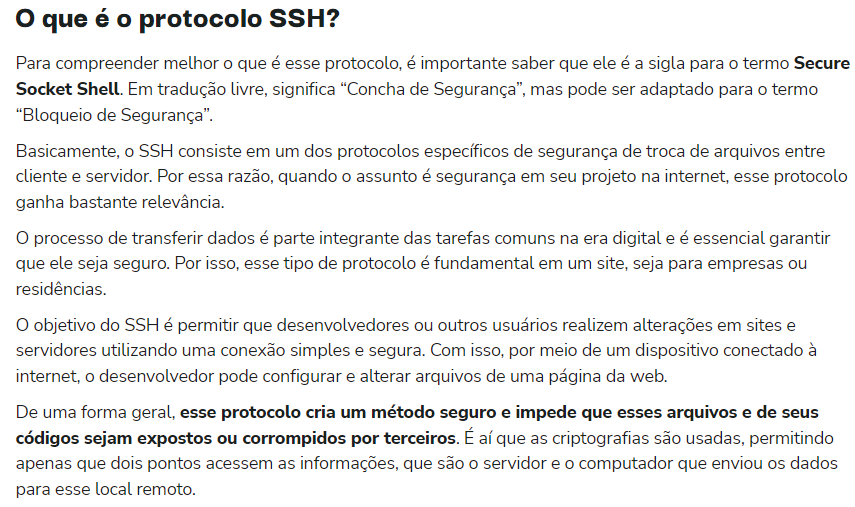 O que é o protocolo SSH?
Para compreender melhor o que é esse protocolo, é importante saber que ele é a sigla para o termo Secure
Socket Shell. Em tradução livre, significa “Concha de Segurança”, mas pode ser adaptado para o termo
“Bloqueio de Segurança”.
Basicamente, o SSH consiste em um dos protocolos específicos de segurança de troca de arquivos entre
cliente e servidor. Por essa razão, quando o assunto é segurança em seu projeto na internet, esse protocolo
ganha bastante relevância.
O processo de transferir dados é parte integrante das tarefas comuns na era digital e é essencial garantir
que ele seja seguro. Por isso, esse tipo de protocolo é fundamental em um site, seja para empresas ou
residências.
O objetivo do SSH é permitir que desenvolvedores ou outros usuários realizem alterações em sites e
servidores utilizando uma conexão simples e segura. Com isso, por meio de um dispositivo conectado à
internet, o desenvolvedor pode configurar e alterar arquivos de uma página da web.
De uma forma geral, esse protocolo cria um método seguro e impede que esses arquivos e de seus
códigos sejam expostos ou corrompidos por terceiros. É aí que as criptografias são usadas, permitindo
apenas que dois pontos acessem as informações, que são o servidor e o computador que enviou os dados
para esse local remoto.